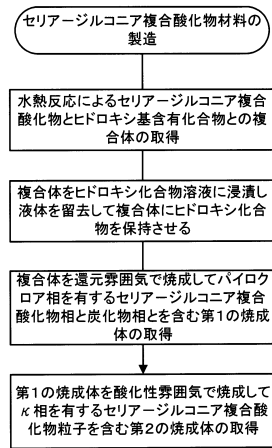 セリアージルコニア複合酸化物材料の
製造
水熱反応によるセリアージルコニア複合
酸化物とヒドロキシ基含有化合物との複
合体の取得
複合体をヒドロキシ化合物溶液に浸漬し
液体を留去して複合体にヒドロキシ化合
物を保持させる
複合体を還元雰囲気で焼成してパイロク
ロア相を有するセリアージルコニア複合
酸化物相と炭化物相とを含む第1の焼成
体の取得
第1の焼成体を酸化性雰囲気で焼成して
κ相を有するセリアージルコニア複合酸
化物粒子を含む第2の焼成体の取得